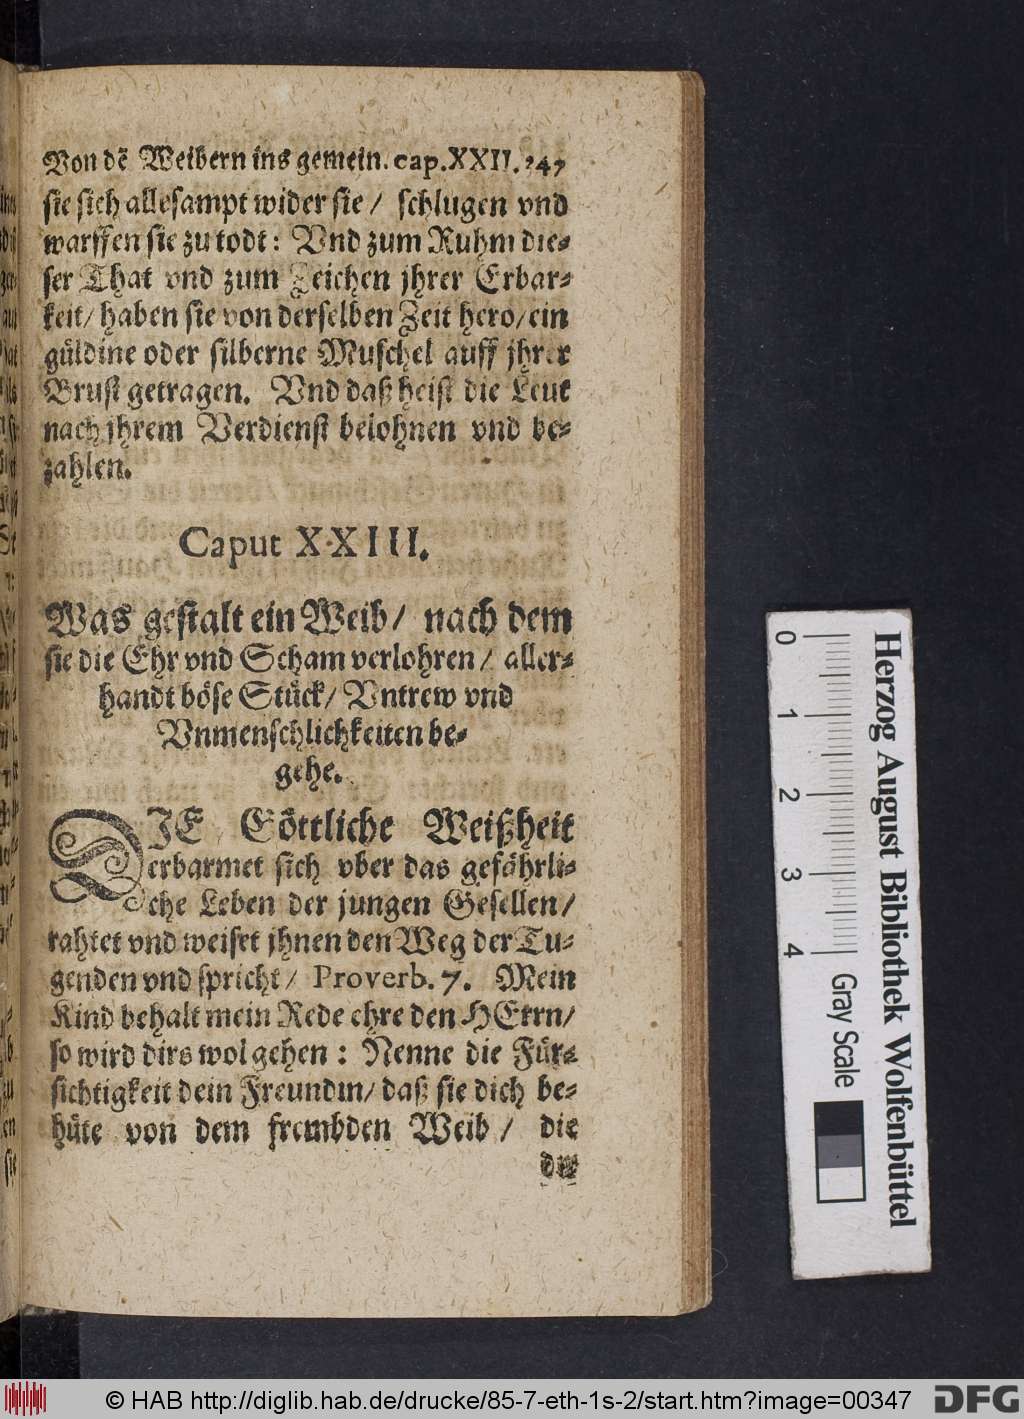 Von dē Weibern ins gemein. cap. XXII. 347
sie sich allesampt wider sie / schlugen vnd
warffen sie zu todt: Vnd zum Ruhm die-
ser That vnd zum Zeichen jhrer Erbar-
keit / haben sie von derselben Zeit hero / ein
güldine oder silberne Muschel auff jhrer
Brust getragen. Vnd daß heist die Leut
nach jhrem Verdienst belohnen vnd be-
zahlen.
Caput XXIII.
Was gestalt ein Weib / nach dem
sie die Ehr vnd Scham verlohren / aller-
handt böse Stück / Vntrew vnd
Vnmenschlichkeiten be-
gehe.
DIE Göttliche Weißheit
erbarmet sich vber das gefährli-
che Leben der jungen Gesellen /
rahtet vnd weiset jhnen den Weg der Tu-
genden vnd spricht / Proverb. 7. Mein
Kind behalt mein Rede ehre den HErrn /
so wird dirs wol gehen : Nenne die Für-
sichtigkeit dein Freundin / daß sie dich be-
hüte von dem frembden Weib / die
die
0 1 2 3 4
Herzog August Bibliothek Wolfenbüttel
Gray Scale
© HAB http://diglib.hab.de/drucke/85-7-eth-1s-2/start.htm?image=00347
DFG